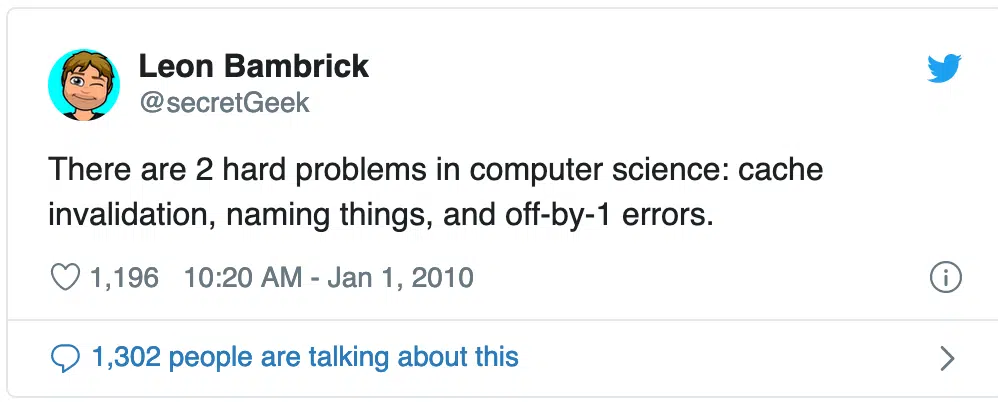 Leon Bambrick
@secretGeek
There are 2 hard problems in computer science: cache
invalidation, naming things, and off-by-1 errors.
1,196 10:20 AM - Jan 1, 2010
1,302 people are talking about this